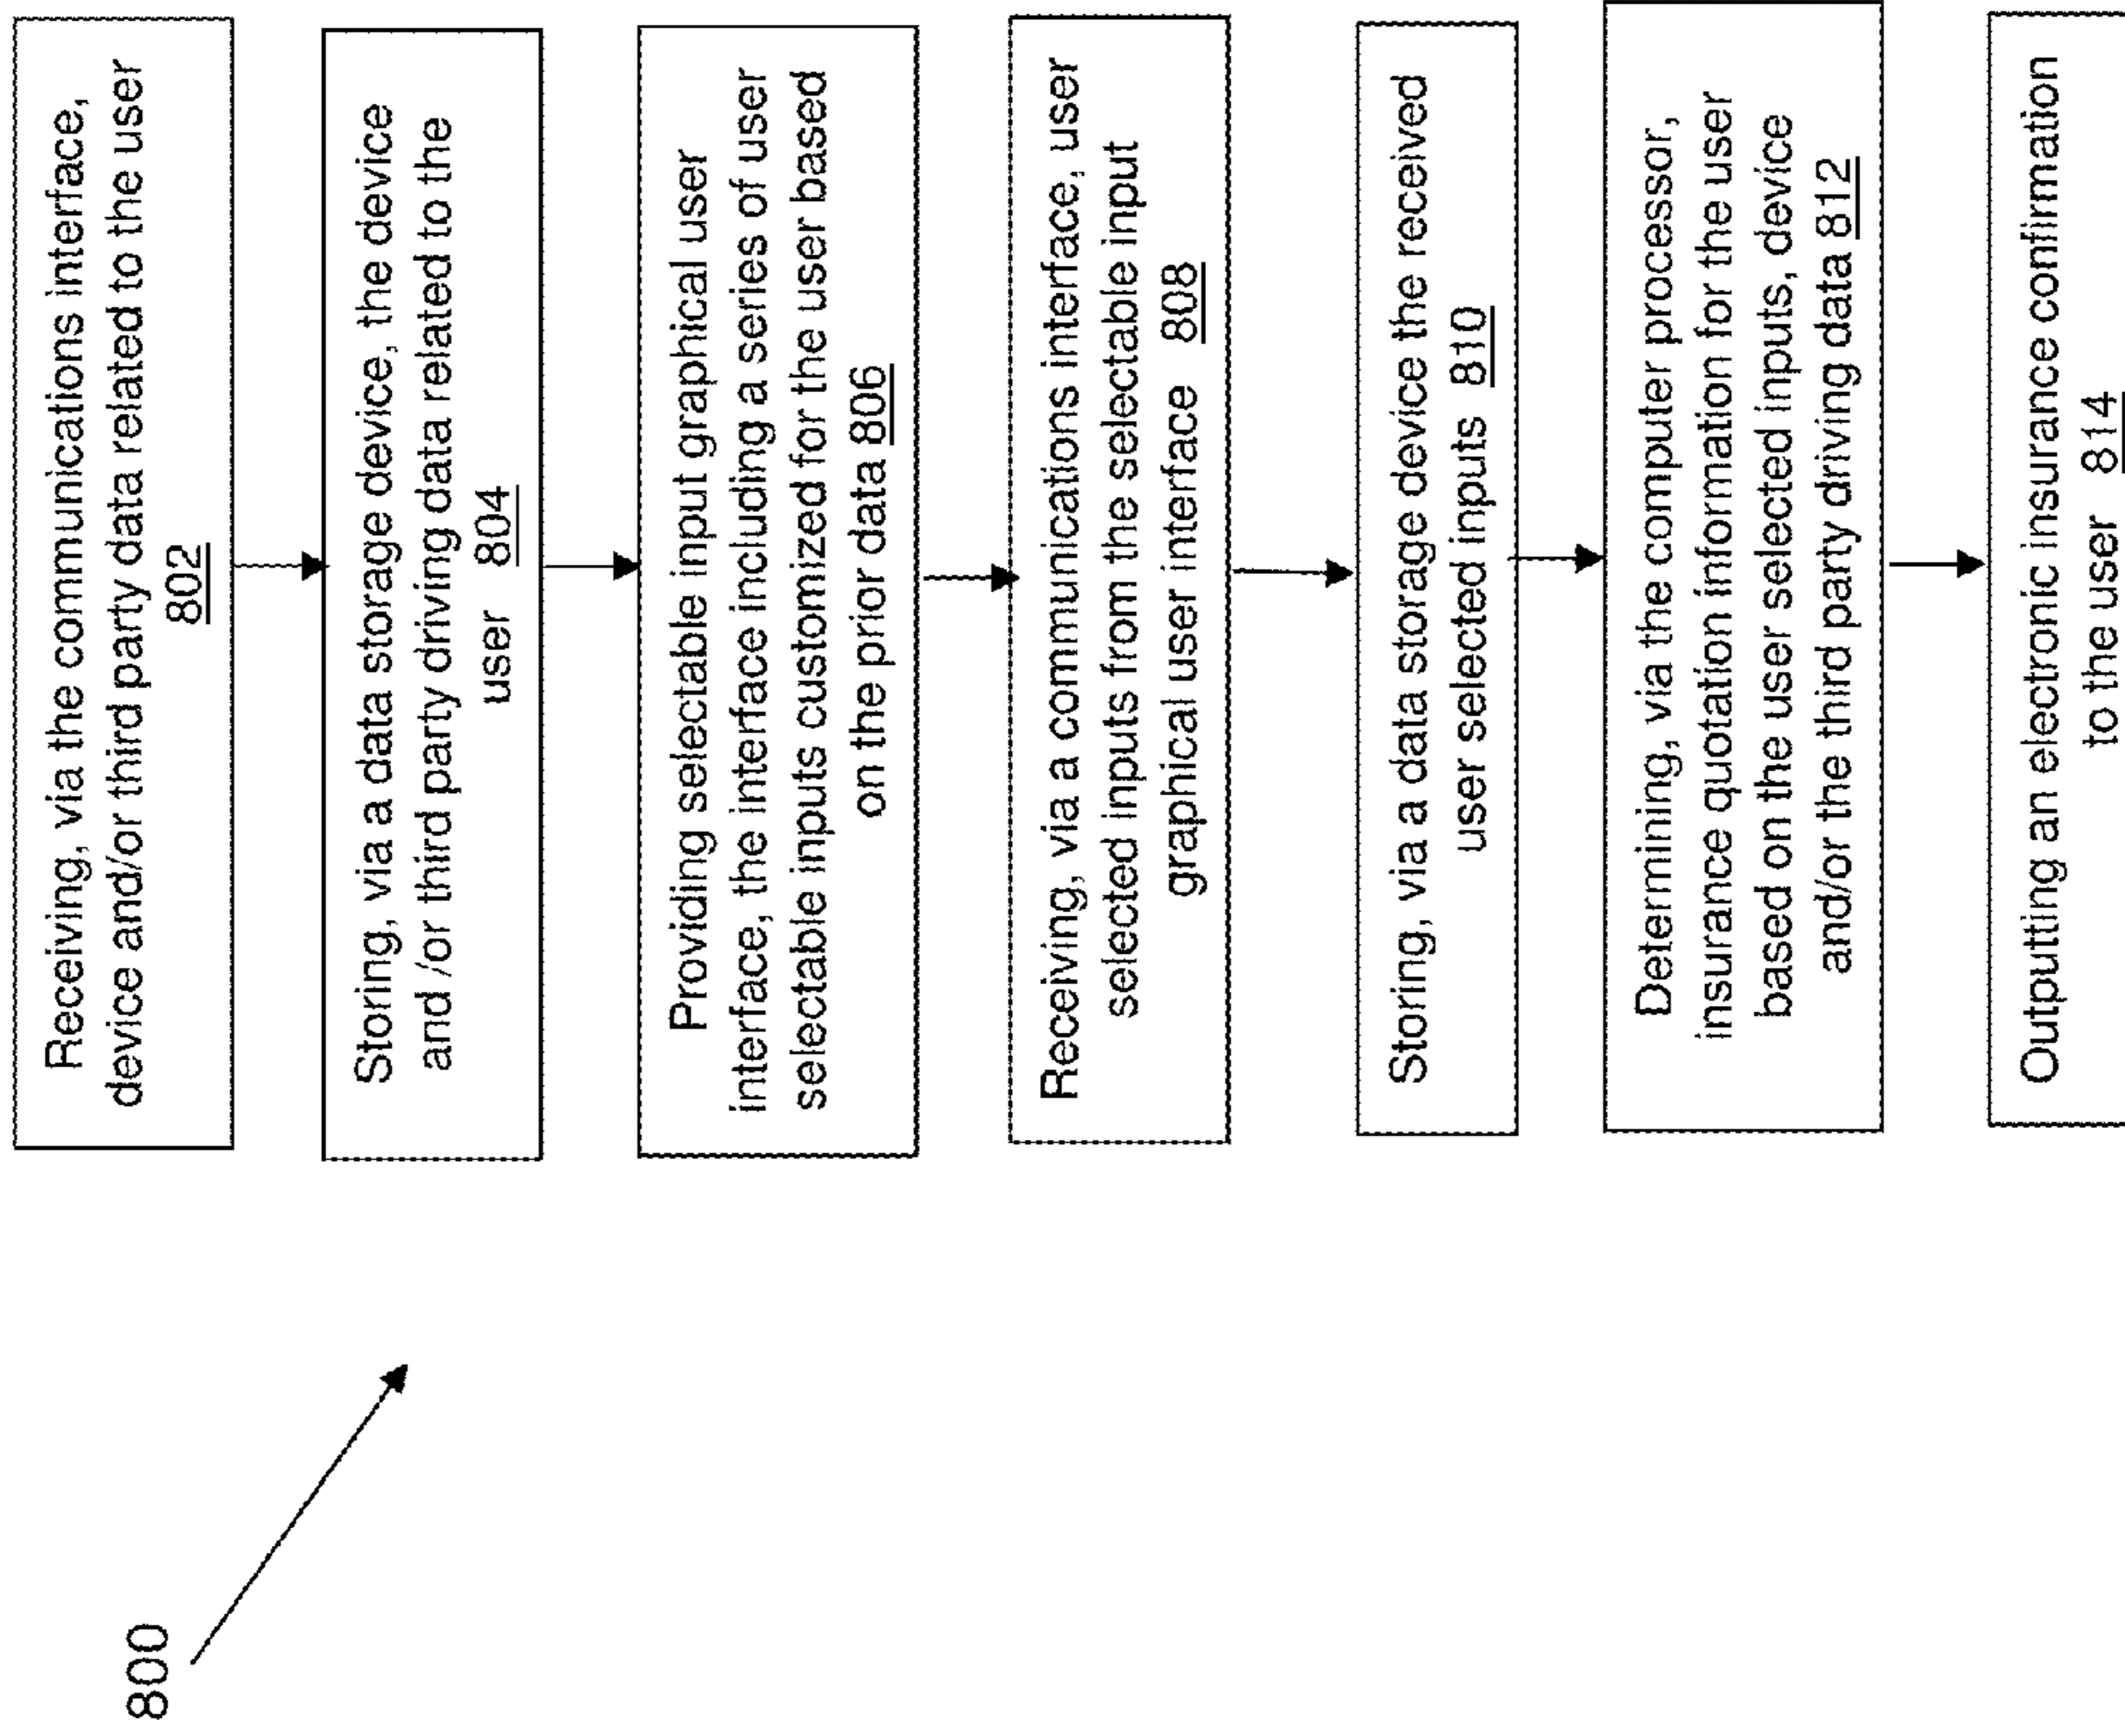 800
Receiving, via the communications interface,
device and/or third party data related to the user
802
Storing, via a data storage device, the device
and /or third party driving data related to the
user 804
Providing selectable input graphical user
interface, the interface including a series of user
selectable inputs customized for the user based
on the prior data 806
Receiving, via a communications interface, user
selected inputs from the selectable input
graphical user interface 808
Storing, via a data storage device the received
user selected inputs 810
Determining, via the computer processor,
insurance quotation information for the user
based on the user selected inputs, device
and/or the third party driving data 812
Outputting an electronic insurance confirmation
to the user 814